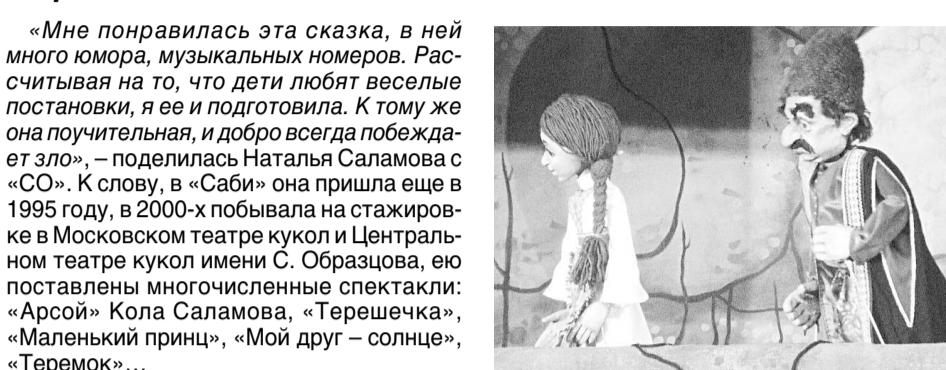 «Мне понравилась эта сказка, в ней
много юмора, музыкальных номеров. Рас-
считывая на то, что дети любят веселые
постановки, я ее и подготовила. К тому же
она поучительная, и добро всегда побежда-
ет зло», – поделилась Наталья Саламова с
«СО». К слову, в «Саби» она пришла еще в
1995 году, в 2000-х побывала на стажиров-
ке в Московском театре кукол и Централь-
ном театре кукол имени С. Образцова, ею
поставлены многочисленные спектакли:
«Арсой» Кола Саламова, «Терешечка»,
«Маленький принц», «Мой друг – солнце»,
«Теремок»...